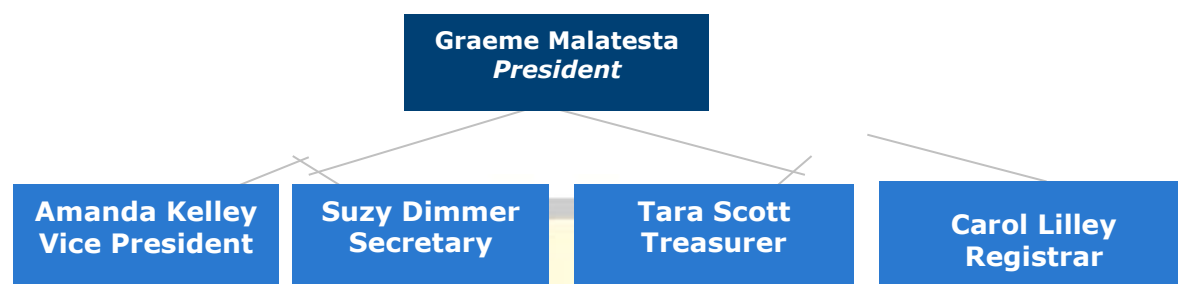 Graeme Malatesta
President
Amanda Kelley
Vice President
Suzy Dimmer
Secretary
Tara Scott
Treasurer
Carol Lilley
Registrar